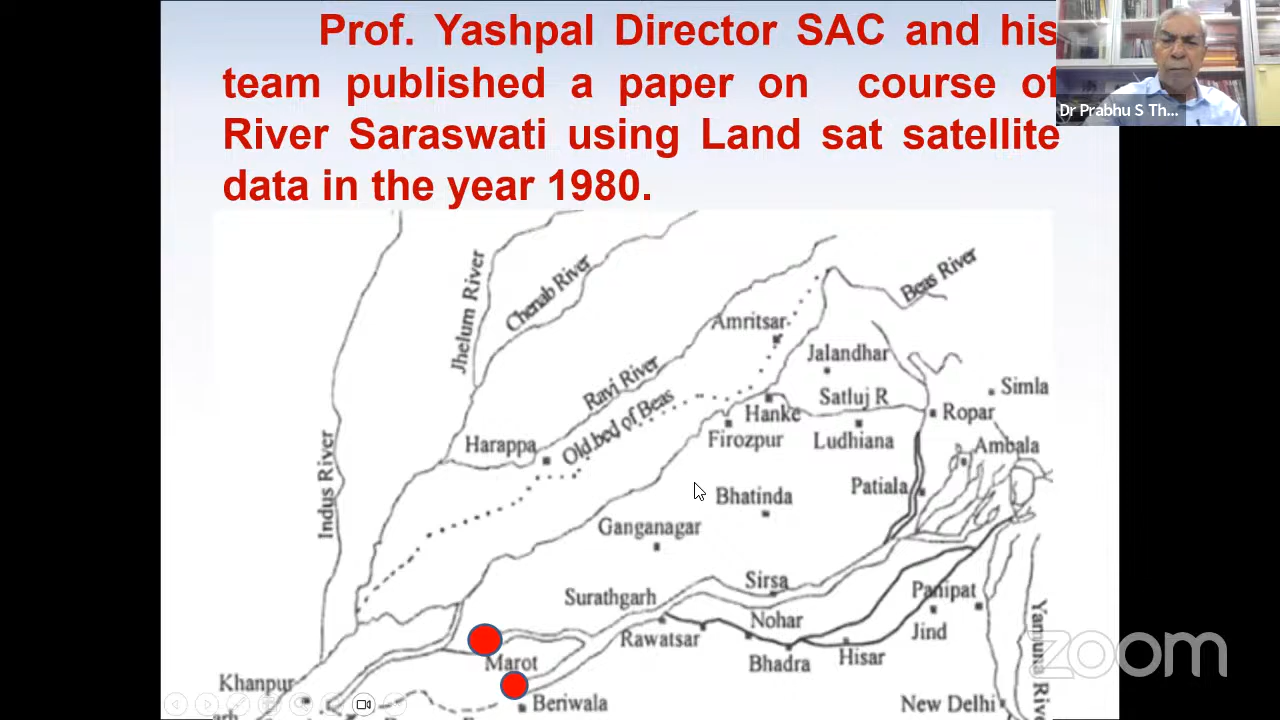 Prof. Yashpal Director SAC and his
team published a paper on course of
River Saraswati using Land sat satellite
data in the year 1980.
Dr Prabhu S Th...
Jhelum River
Chenab River
Beas River
Amritsar
Jalandhar
Ravi River
Simla
Satluj R
Old bed of Beas
Hanke
Ropar
Harappa
Firozpur
Ludhiana
Ambala
Indus River
Bhatinda
Patiala
Ganganagar
Sirsa
Surathgarh
Panipat
Nohar
Rawatsar
Jind
Marot
Bhadra
Hisar
Yamuna Riv
zoom
Khanpur
Beriwala
New Delhi
arh